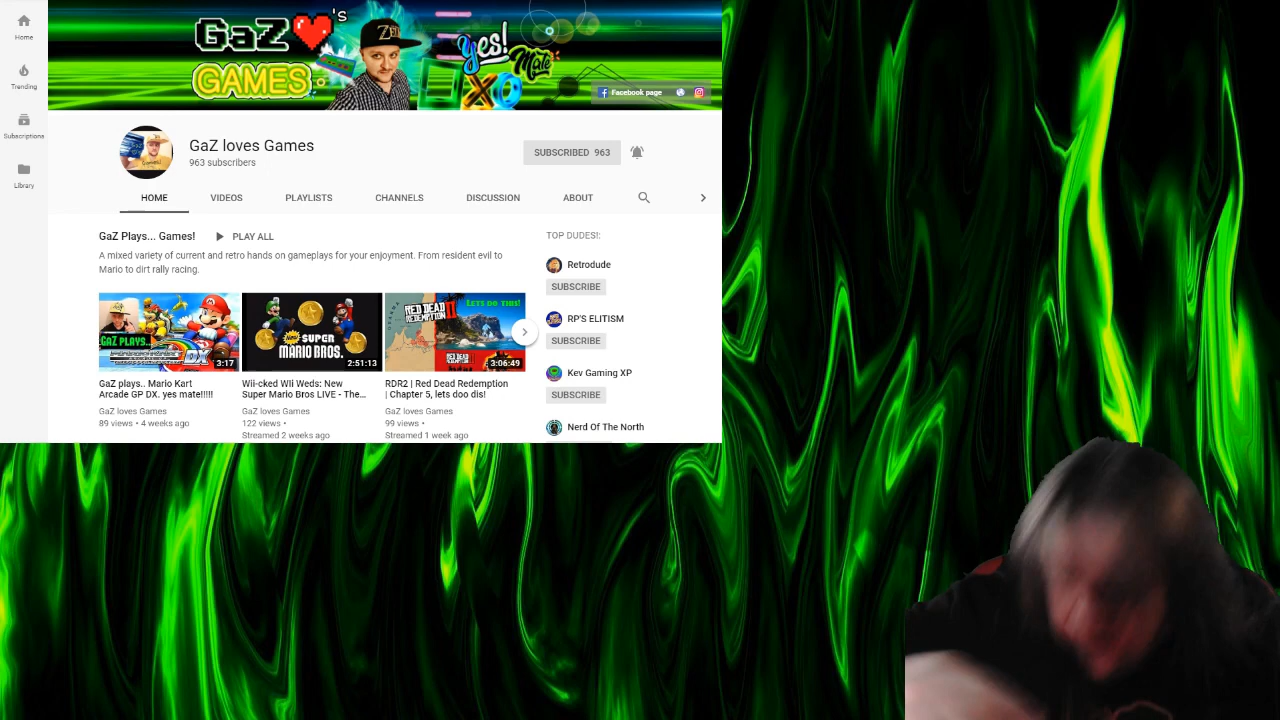 GaZ 's
GAMES
Yes!
Mate
Facebook page
Home
Trending
Subscriptions
Library
GaZ loves Games
963 subscribers
SUBSCRIBED 963
HOME
VIDEOS
PLAYLISTS
CHANNELS
DISCUSSION
ABOUT
GaZ Plays... Games!
PLAY ALL
A mixed variety of current and retro hands on gameplays for your enjoyment. From resident evil to
Mario to dirt rally racing.
GAZ PLAYS...
DX
3:17
GaZ plays.. Mario Kart
Arcade GP DX. yes mate!!!!!
GaZ loves Games
89 views • 4 weeks ago
NEW
SUPER
MARIO BROS.
2:51:13
Wii-cked WIi Weds: New
Super Mario Bros LIVE - The...
GaZ loves Games
122 views •
Streamed 2 weeks ago
RED DEAD
REDEMPTION
II
LETS DO THIS!
3:06:49
RDR2 | Red Dead Redemption
| Chapter 5, lets doo dis!
GaZ loves Games
99 views •
Streamed 1 week ago
TOP DUDES!:
Retrodude
SUBSCRIBE
RP'S ELITISM
SUBSCRIBE
Kev Gaming XP
SUBSCRIBE
Nerd Of The North